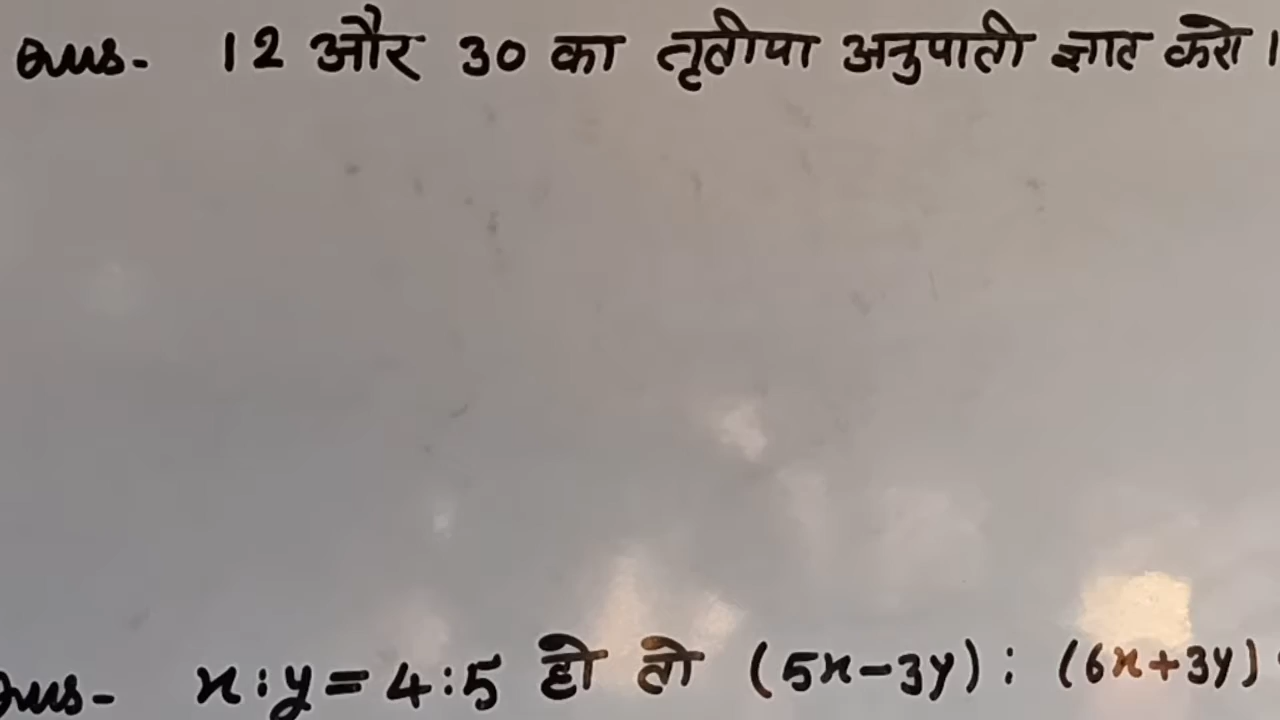 Ques- 12 और 30 का तृतीया अनुपाती ज्ञात करो।
Ques- x:y=4:5 हो तो (5x-3y):(6x+3y)